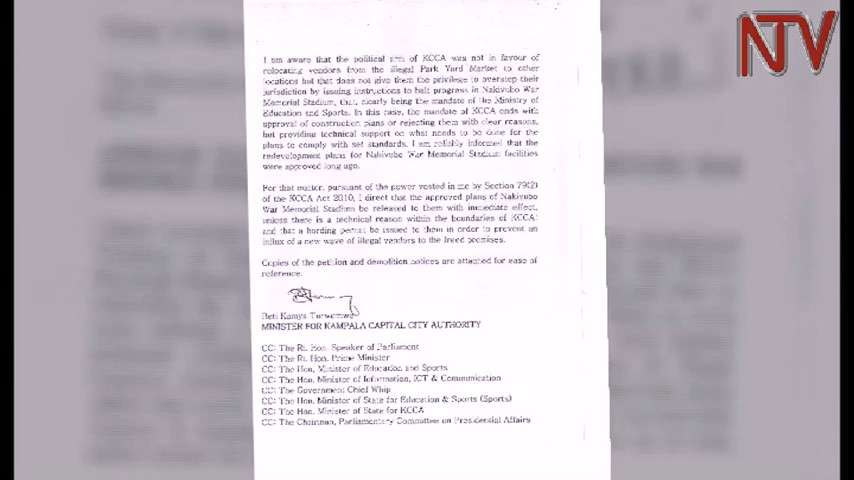 NTV
I am aware that the political arm of KCCA was not in favour of
relocating vendors from the illegal Park Yard Market to other
locations but that does not give them the privilege to overstep their
jurisdiction by issuing instructions to halt progress in Nakivubo War
Memorial Stadium, that, clearly being the mandate of the Ministry of
Education and Sports. In this case, the mandate of KCCA ends with
approval of construction plans or rejecting them with clear reasons,
but providing technical support on what needs to be done for the
plans to comply with set standards. I am reliably informed that the
redevelopment plans for Nakivubo War Memorial Stadium facilities
were approved long ago.
For that matter, pursuant of the power vested in me by Section 79(2)
of the KCCA Act 2010, I direct that the approved plans of Nakivubo
War Memorial Stadium be released to them with immediate effect,
unless there is a technical reason within the boundaries of KCCA;
and that a hording permit be issued to them in order to prevent an
influx of a new wave of illegal vendors to the freed premises.
Copies of the petition and demolition notices are attached for ease of
reference.
Beti Kamya Turwomwe
MINISTER FOR KAMPALA CAPITAL CITY AUTHORITY
CC: The Rt. Hon. Speaker of Parliament
CC: The Rt. Hon. Prime Minister
CC: The Hon. Minister of Education and Sports
CC: The Hon. Minister of Information, ICT & Communication
CC: The Government Chief Whip
CC: The Hon. Minister of State for Education & Sports (Sports)
CC: The Hon. Minister of State for KCCA
CC: The Chairman, Parliamentary Committee on Presidential Affairs